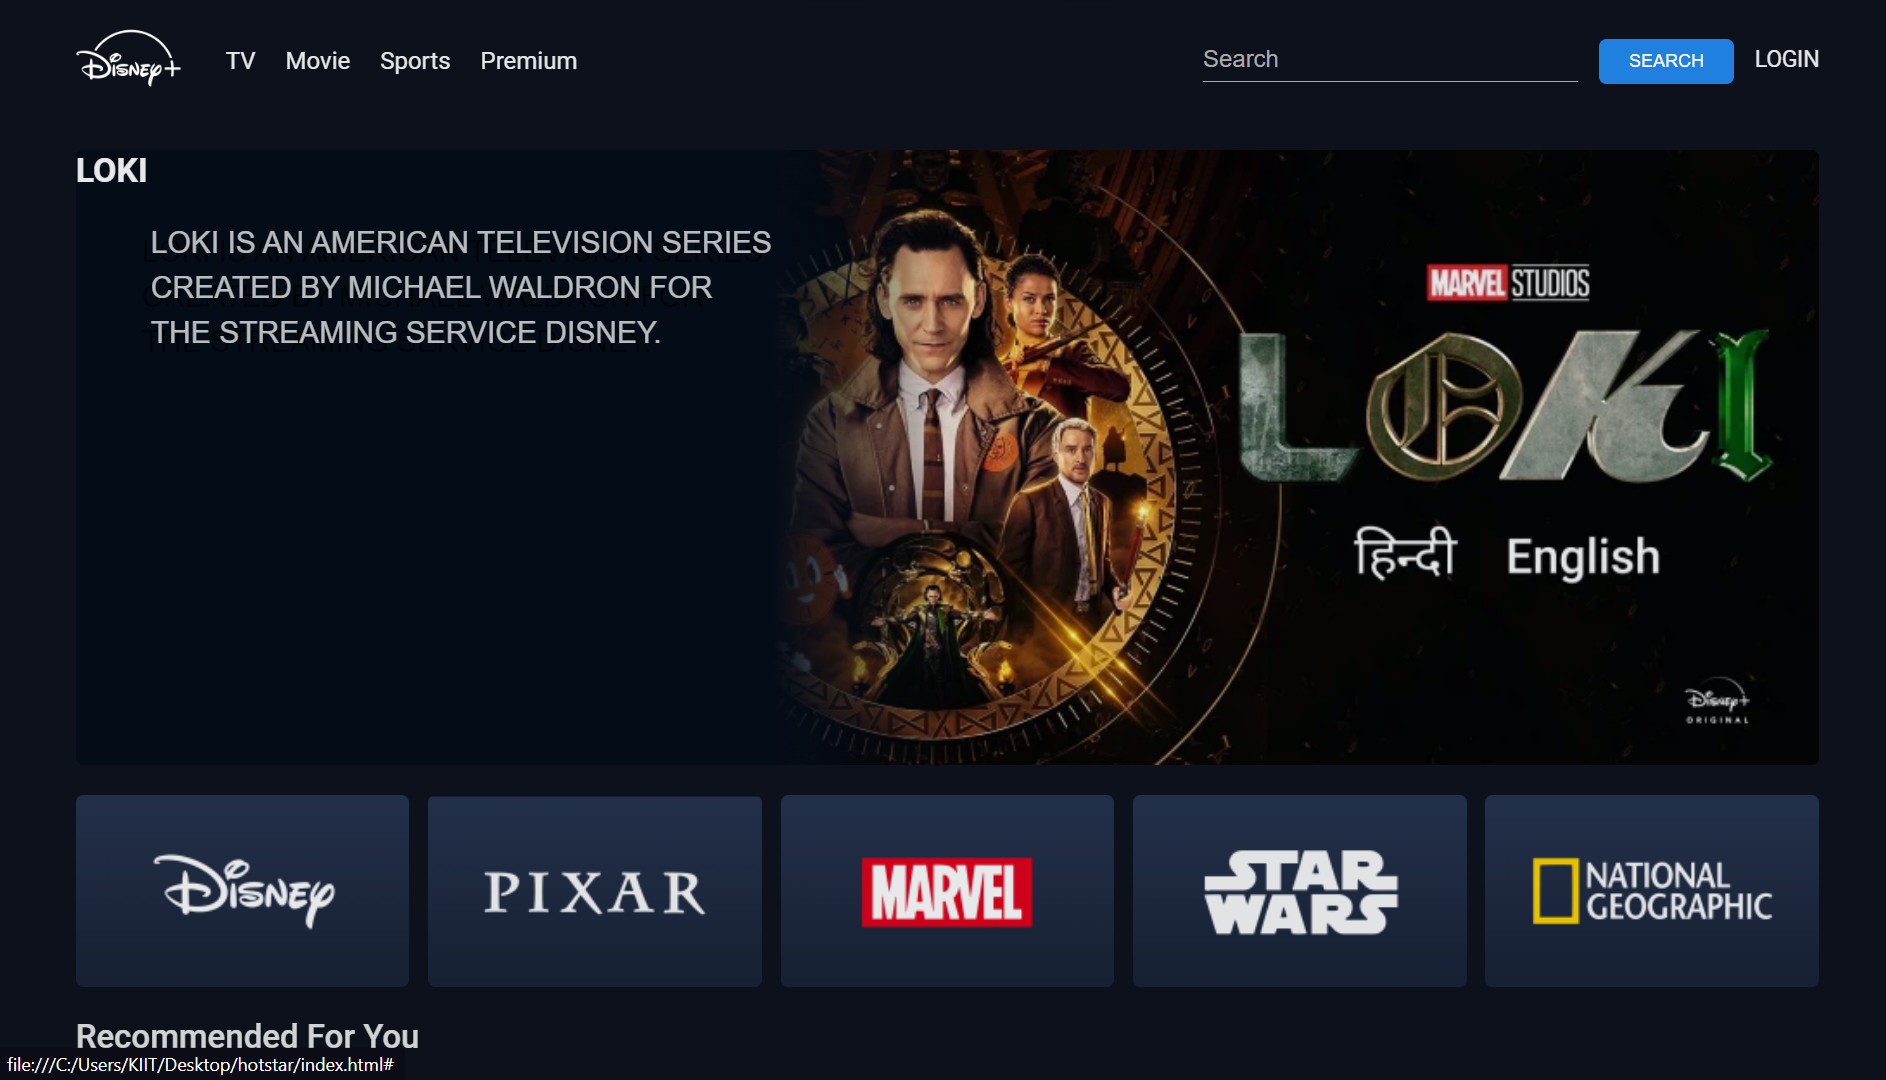 Disney+
TV Movie Sports Premium
Search
SEARCH
LOGIN
LOKI
LOKI IS AN AMERICAN TELEVISION SERIES
CREATED BY MICHAEL WALDRON FOR
THE STREAMING SERVICE DISNEY.
MARVEL STUDIOS
LOKI
हिन्दी English
Disney+
ORIGINAL
Disney
PIXAR
MARVEL
STAR
WARS
NATIONAL
GEOGRAPHIC
Recommended For You
file:///C:/Users/KIIT/Desktop/hotstar/index.html#